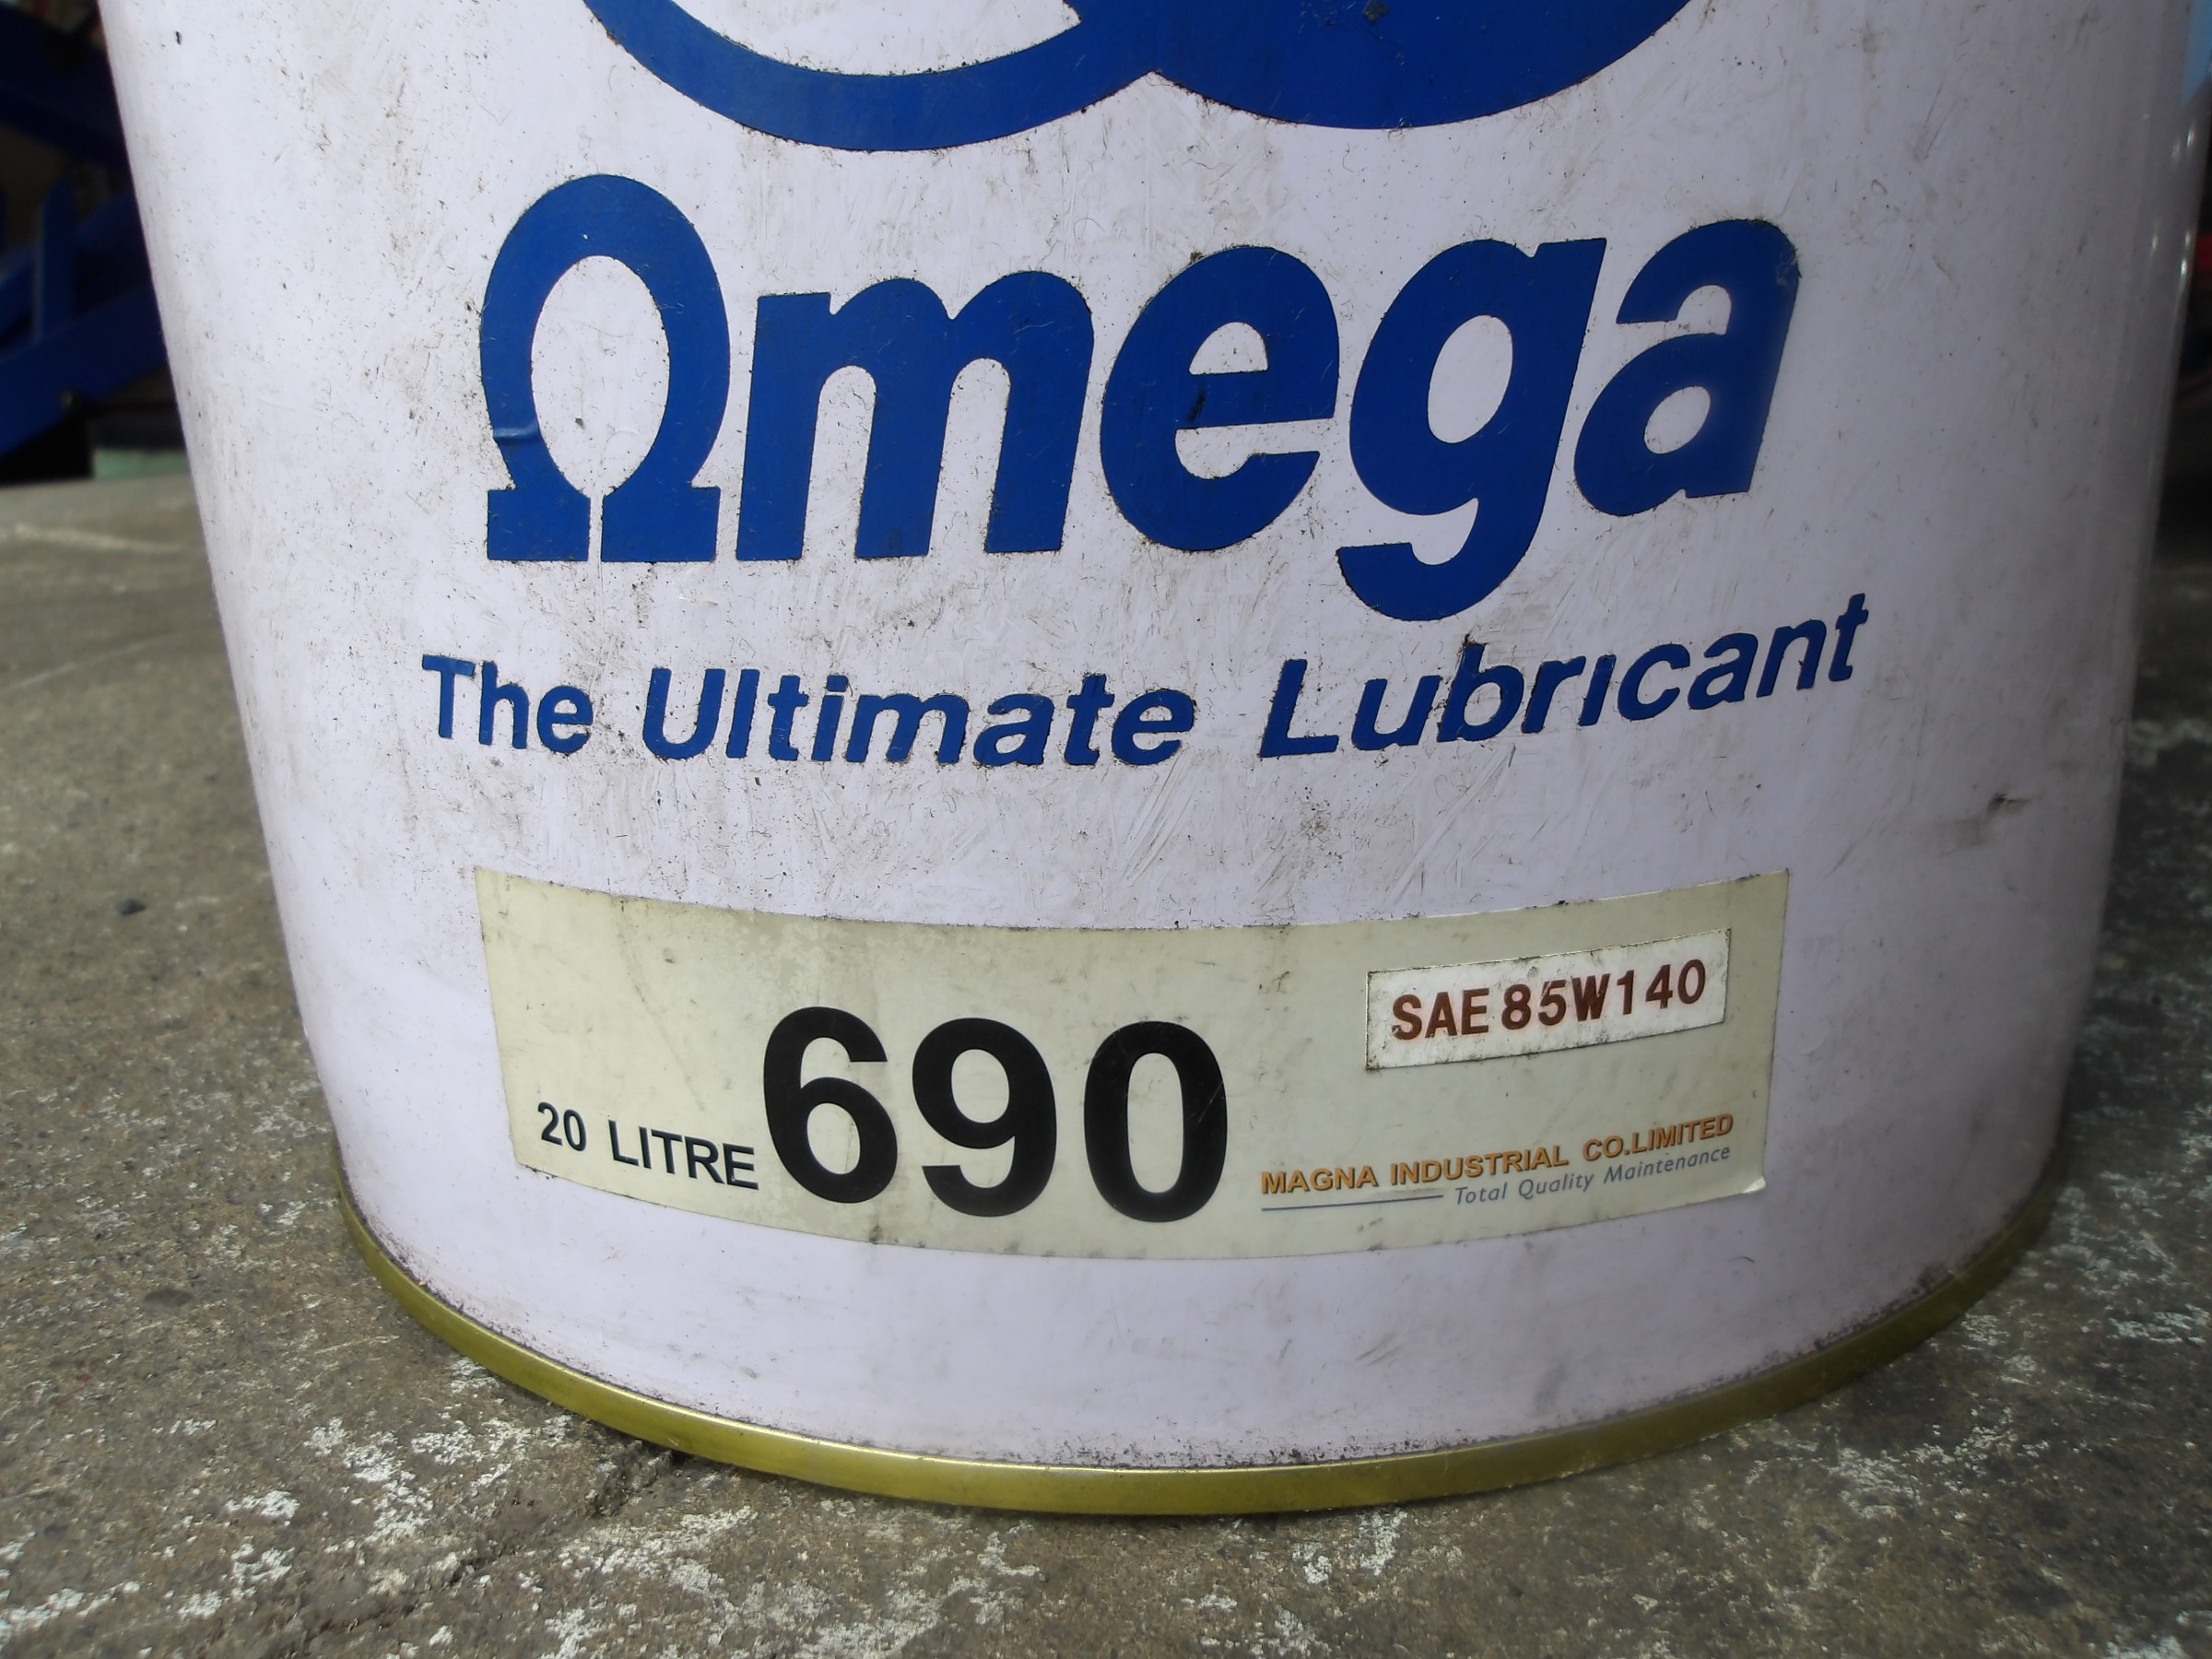 Ωmega
The Ultimate Lubricant
SAE 85W140
20 LITRE 690
MAGNA INDUSTRIAL CO.LIMITED
Total Quality Maintenance